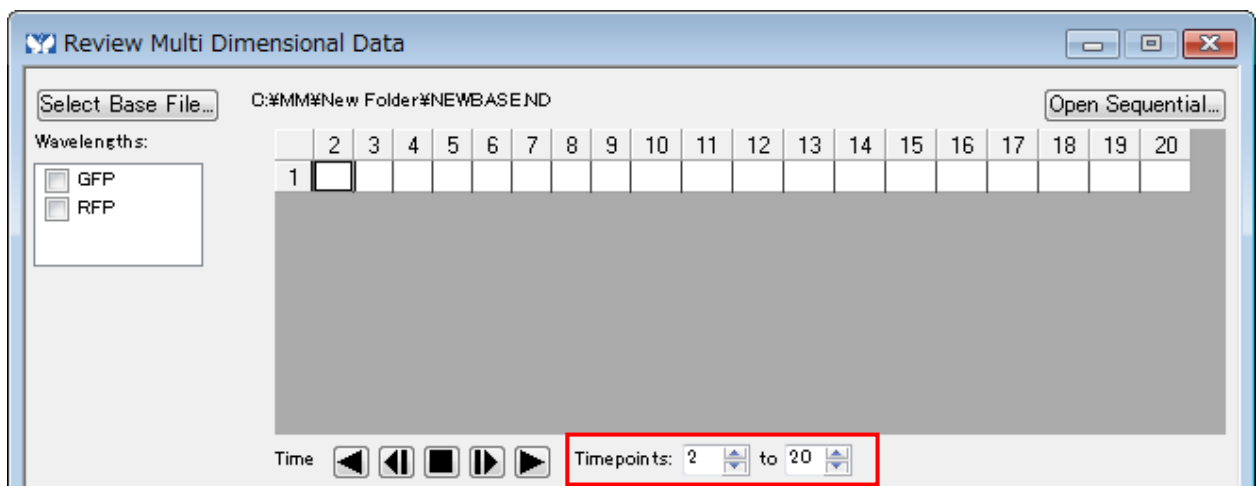 Review Multi Dimensional Data
Select Base File...
C:¥MM¥New Folder¥NEWBASE.ND
Open Sequential...
Wavelengths:
GFP
RFP
2 3 4 5 6 7 8 9 10 11 12 13 14 15 16 17 18 19 20
1
Time
Timepoints: 2 to 20